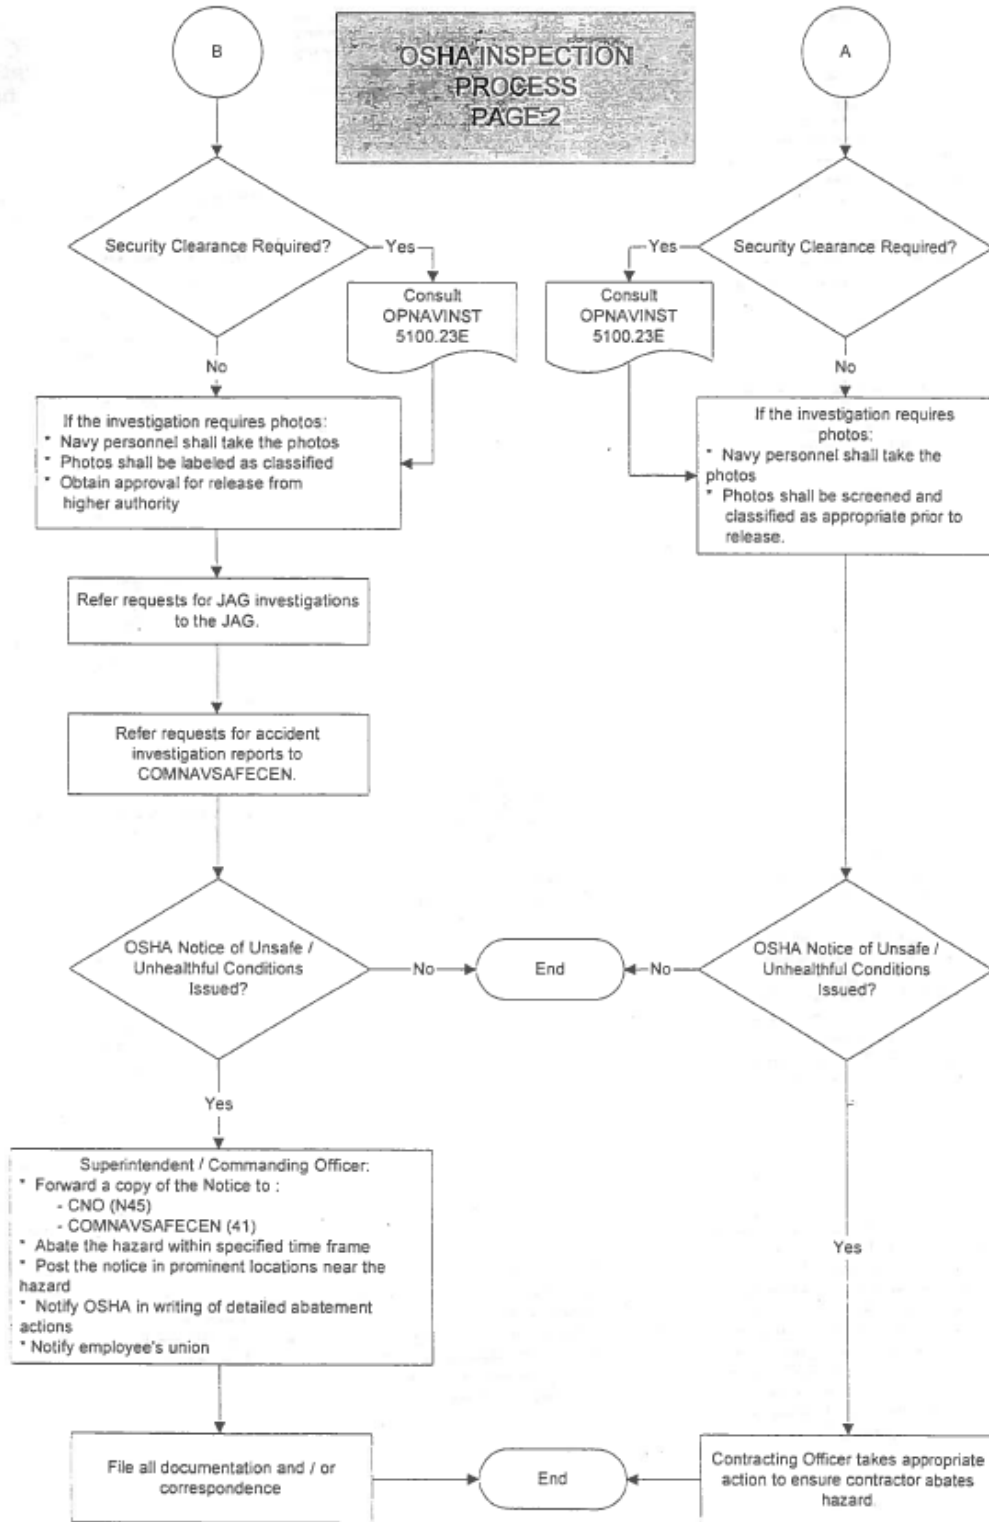 B
OSHA INSPECTION
PROCESS
PAGE 2
A
Security Clearance Required?
Yes
Consult
OPNAVINST
5100.23E
No
If the investigation requires photos:
* Navy personnel shall take the photos
* Photos shall be labeled as classified
* Obtain approval for release from
higher authority
Refer requests for JAG investigations
to the JAG.
Refer requests for accident
investigation reports to
COMNAVSAFECEN.
OSHA Notice of Unsafe /
Unhealthful Conditions
Issued?
No
End
Yes
Superintendent / Commanding Officer:
* Forward a copy of the Notice to :
- CNO (N45)
- COMNAVSAFECEN (41)
* Abate the hazard within specified time frame
* Post the notice in prominent locations near the
hazard
* Notify OSHA in writing of detailed abatement
actions
* Notify employee's union
File all documentation and / or
correspondence
End
Security Clearance Required?
Yes
Consult
OPNAVINST
5100.23E
No
If the investigation requires
photos:
* Navy personnel shall take the
photos
* Photos shall be screened and
classified as appropriate prior to
release.
OSHA Notice of Unsafe /
Unhealthful Conditions
Issued?
No
Yes
Contracting Officer takes appropriate
action to ensure contractor abates
hazard.